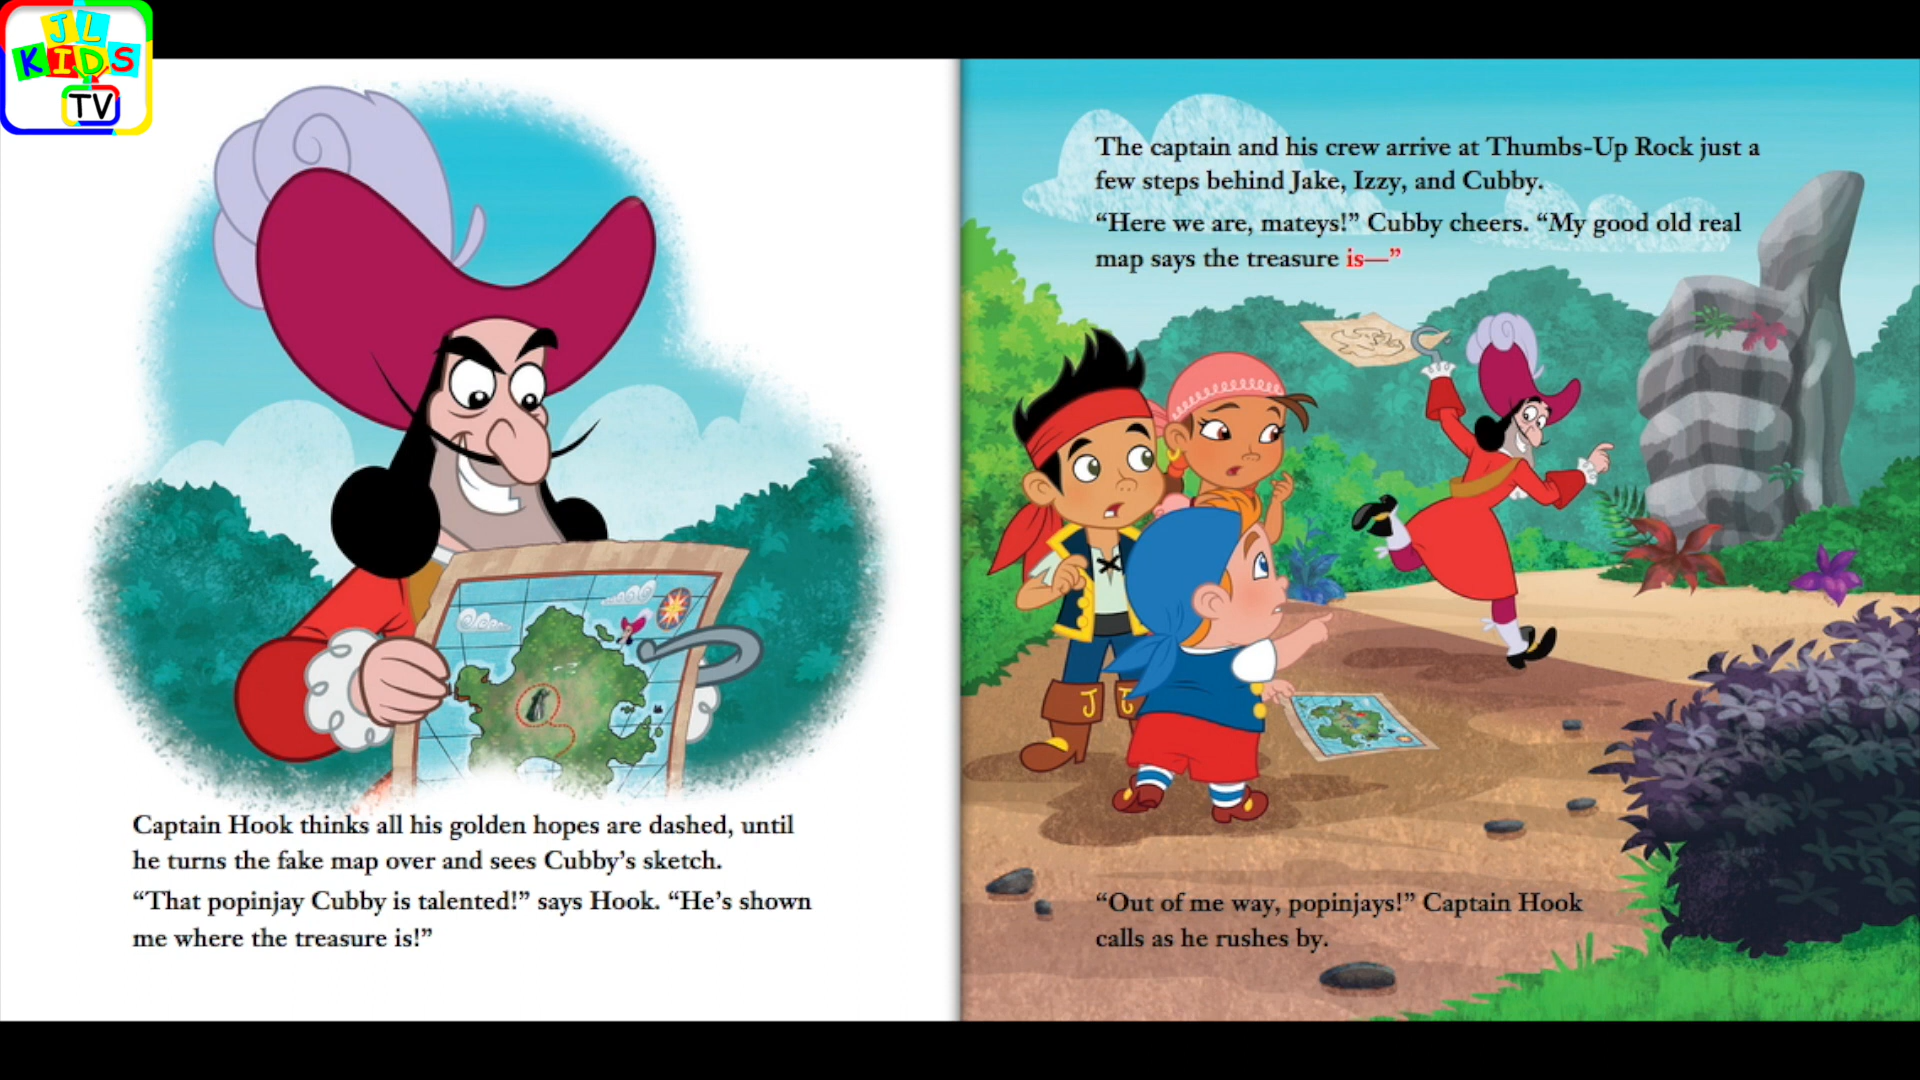 JL
KIDS
TV
Captain Hook thinks all his golden hopes are dashed, until
he turns the fake map over and sees Cubby’s sketch.
“That popinjay Cubby is talented!” says Hook. “He’s shown
me where the treasure is!”
The captain and his crew arrive at Thumbs-Up Rock just a
few steps behind Jake, Izzy, and Cubby.
“Here we are, mateys!” Cubby cheers. “My good old real
map says the treasure is—”
J J
“Out of me way, popinjays!” Captain Hook
calls as he rushes by.